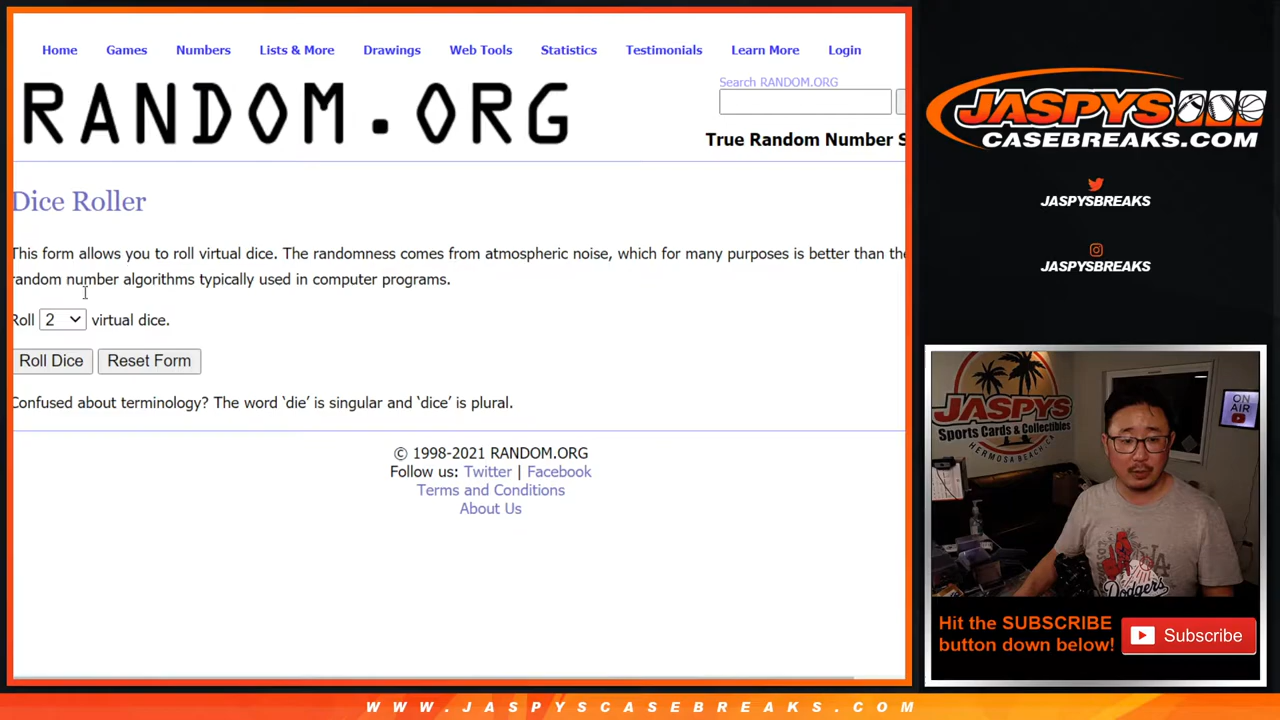 Home Games Numbers Lists & More Drawings Web Tools Statistics Testimonials Learn More Login
RANDOM.ORG
Search RANDOM.ORG
True Random Number S
Dice Roller
This form allows you to roll virtual dice. The randomness comes from atmospheric noise, which for many purposes is better than the
random number algorithms typically used in computer programs.
Roll 2 virtual dice.
Roll Dice Reset Form
Confused about terminology? The word ‘die’ is singular and ‘dice’ is plural.
© 1998-2021 RANDOM.ORG
Follow us: Twitter | Facebook
Terms and Conditions
About Us
JASPYS
CASEBREAKS.COM
JASPYSBREAKS
JASPYSBREAKS
JASPYS
Sports Cards & Collectibles
HERMOSA BEACH, CA
ON
AIR
Dodgers
Hit the SUBSCRIBE
button down below!
Subscribe
WWW.JASPYSCASEBREAKS.COM